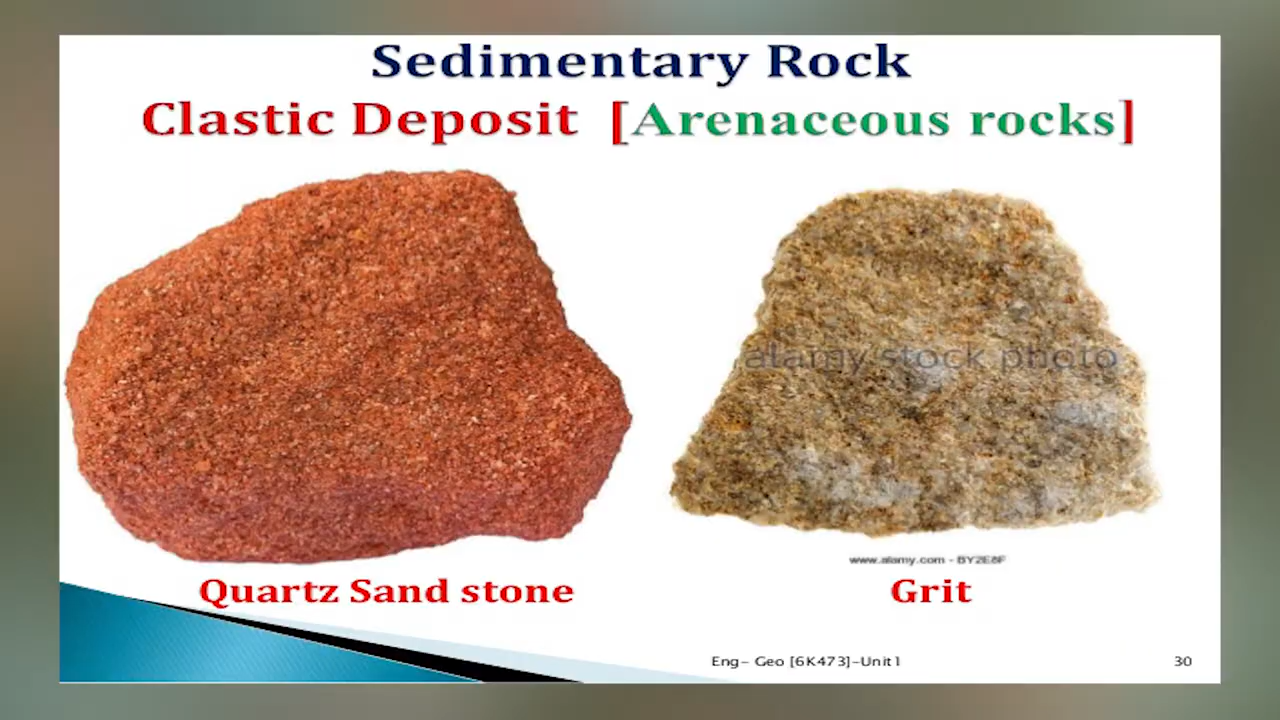 Sedimentary Rock
Clastic Deposit [Arenaceous rocks]
alamy stock photo
www.alamy.com - BY2E8F
Quartz Sand stone
Grit
Eng- Geo [6K473]-Unit1
30